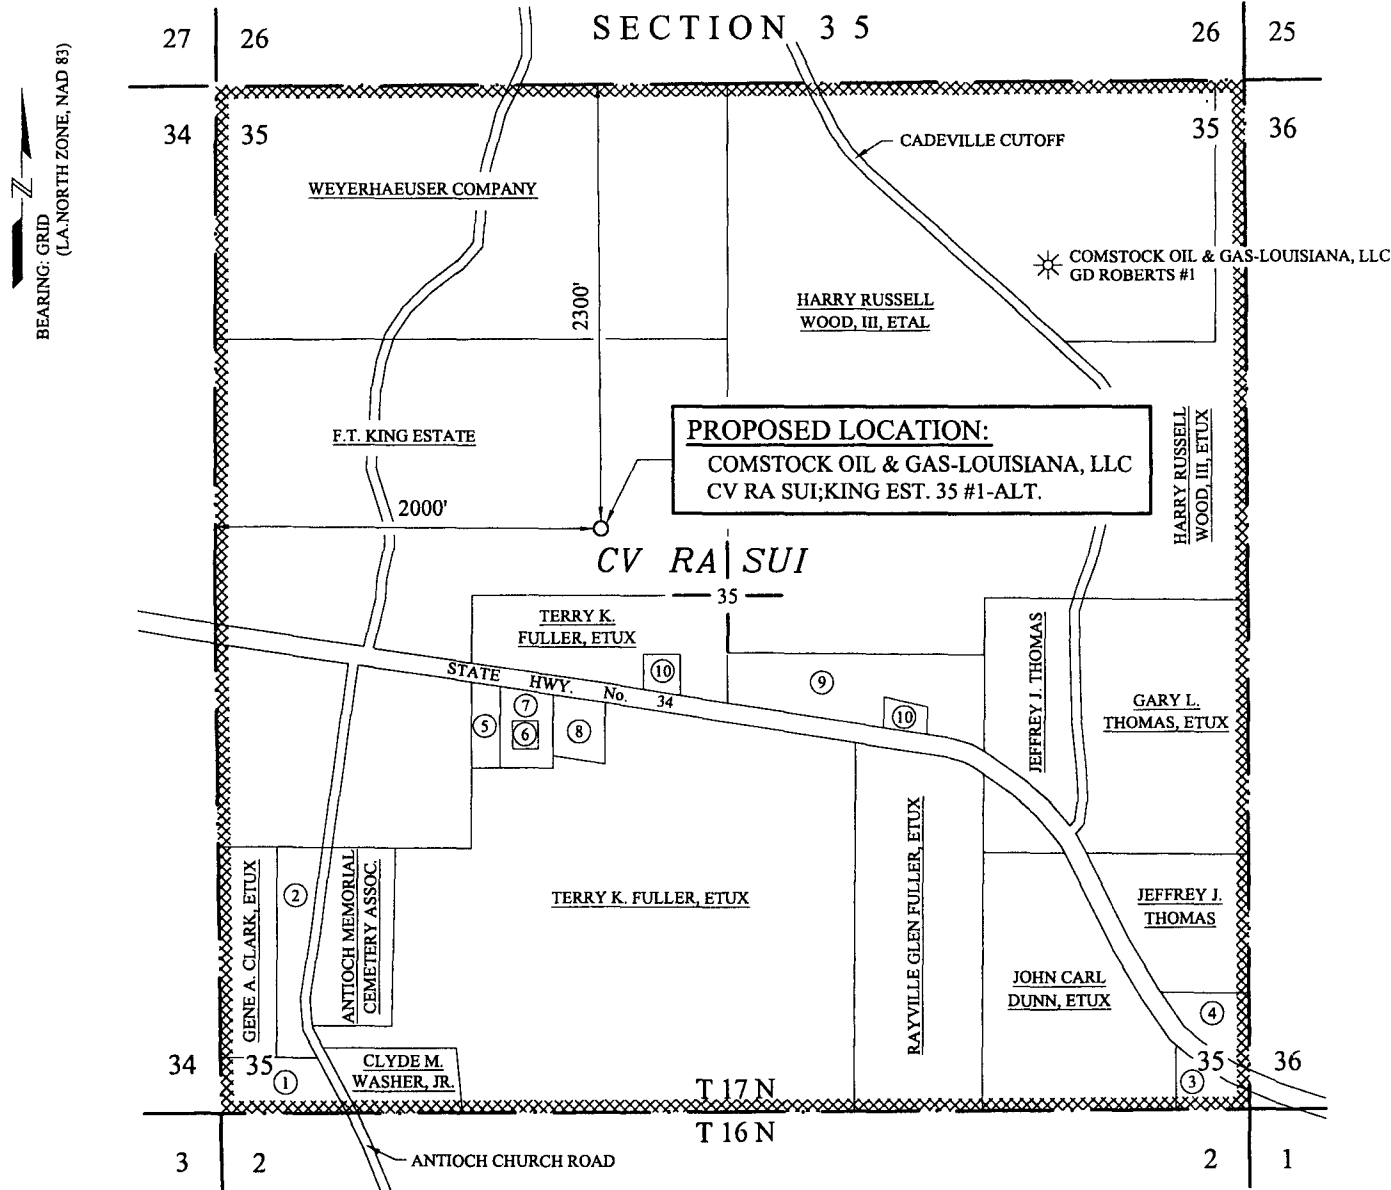 SECTION 35
27
26
26
25
34
35
35
36
BEARING: GRID
(LA. NORTH ZONE, NAD 83)
N
CADEVILLE CUTOFF
WEYERHAEUSER COMPANY
COMSTOCK OIL & GAS-LOUISIANA, LLC
GD ROBERTS #1
2300'
HARRY RUSSELL
WOOD, III, ETAL
F.T. KING ESTATE
PROPOSED LOCATION:
COMSTOCK OIL & GAS-LOUISIANA, LLC
CV RA SUI;KING EST. 35 #1-ALT.
HARRY RUSSELL
WOOD, III, ETUX
2000'
CV RA SUI
35
TERRY K.
FULLER, ETUX
JEFFREY J. THOMAS
STATE HWY. No. 34
10
9
10
GARY L.
THOMAS, ETUX
5
7
6
8
GENE A. CLARK, ETUX
2
ANTIOCH MEMORIAL
CEMETERY ASSOC.
TERRY K. FULLER, ETUX
RAYVILLE GLEN FULLER, ETUX
JEFFREY J.
THOMAS
JOHN CARL
DUNN, ETUX
4
34
35
1
CLYDE M.
WASHER, JR.
35
36
3
T 17 N
T 16 N
3
2
ANTIOCH CHURCH ROAD
2
1